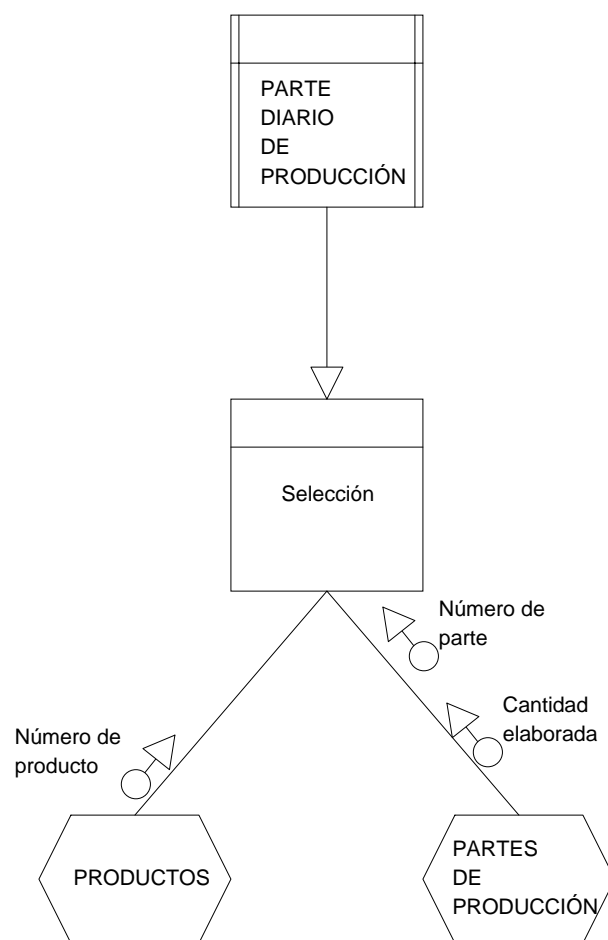 PARTE
DIARIO
DE
PRODUCCIÓN
Selección
Número de
parte
Cantidad
elaborada
Número de
producto
PRODUCTOS
PARTES
DE
PRODUCCIÓN